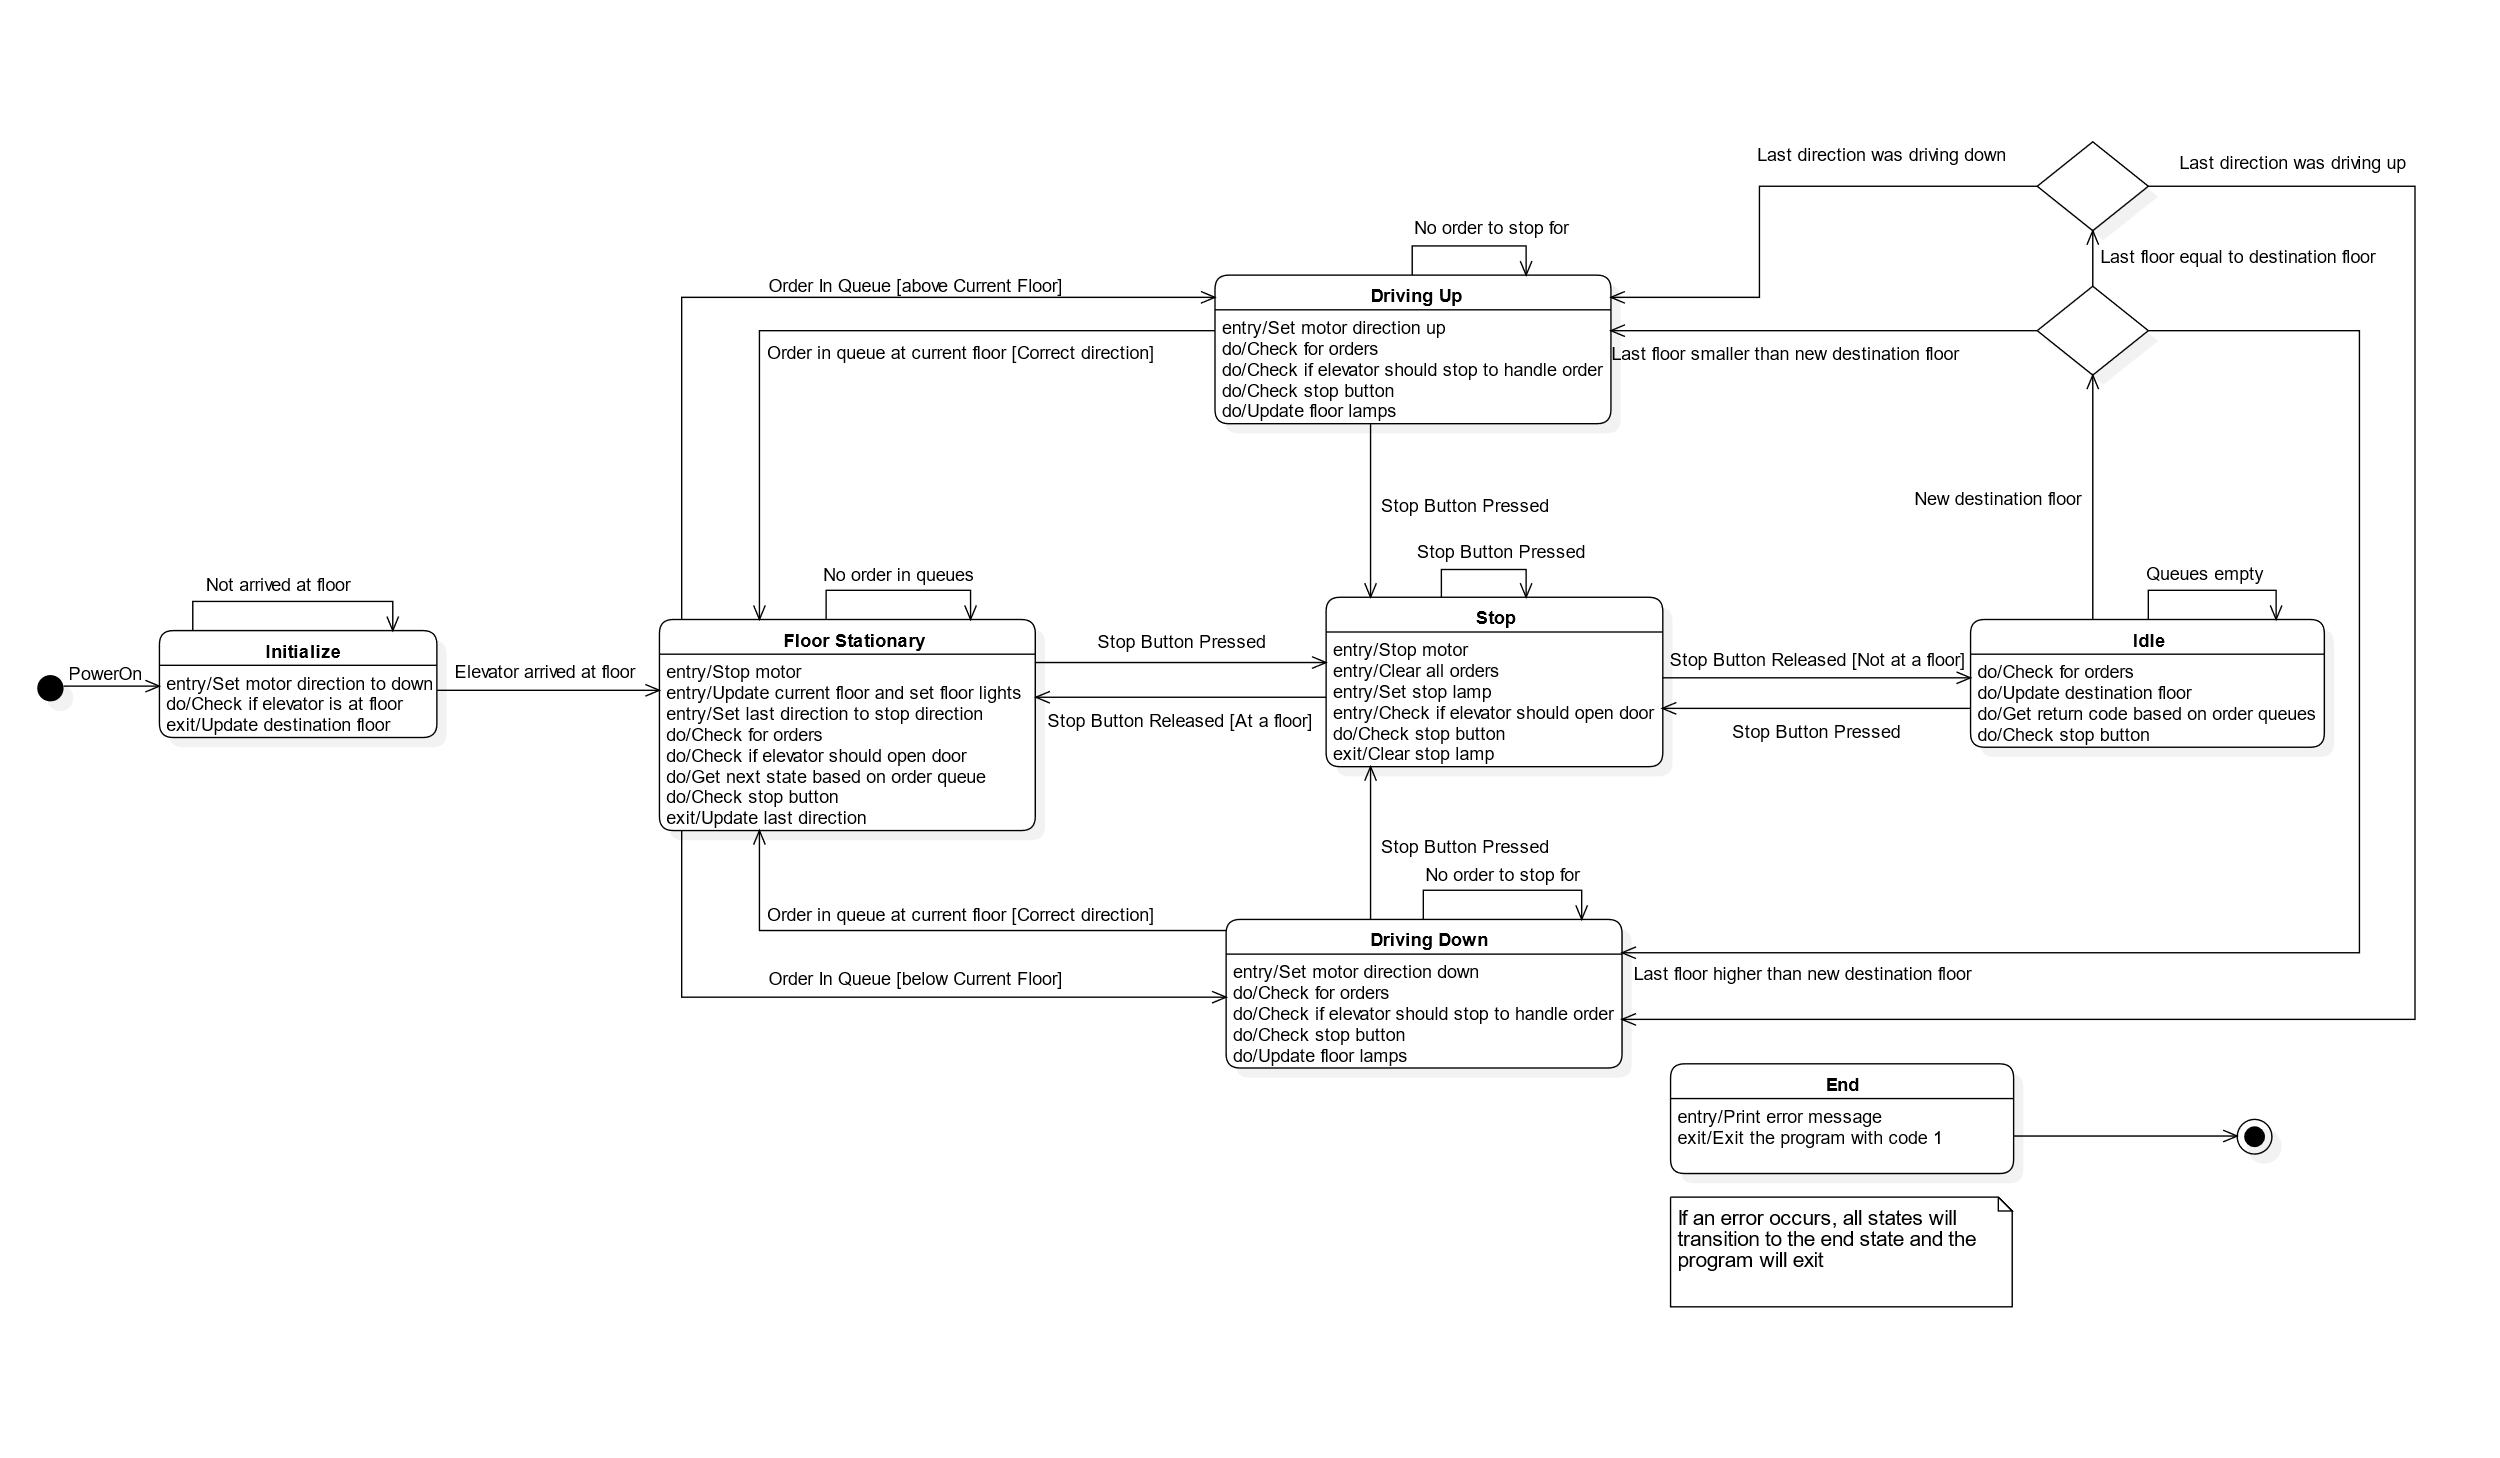 Last direction was driving down
Last direction was driving up
No order to stop for
Last floor equal to destination floor
Order In Queue [above Current Floor]
Driving Up
entry/Set motor direction up
do/Check for orders
do/Check if elevator should stop to handle order
do/Check stop button
do/Update floor lamps
Order in queue at current floor [Correct direction]
Last floor smaller than new destination floor
New destination floor
Stop Button Pressed
Stop Button Pressed
Queues empty
No order in queues
Not arrived at floor
PowerOn
Initialize
entry/Set motor direction to down
do/Check if elevator is at floor
exit/Update destination floor
Elevator arrived at floor
Floor Stationary
entry/Stop motor
entry/Update current floor and set floor lights
entry/Set last direction to stop direction
do/Check for orders
do/Check if elevator should open door
do/Get next state based on order queue
do/Check stop button
exit/Update last direction
Stop Button Pressed
Stop Button Released [At a floor]
Stop
entry/Stop motor
entry/Clear all orders
entry/Set stop lamp
entry/Check if elevator should open door
do/Check stop button
exit/Clear stop lamp
Stop Button Released [Not at a floor]
Stop Button Pressed
Idle
do/Check for orders
do/Update destination floor
do/Get return code based on order queues
do/Check stop button
Stop Button Pressed
No order to stop for
Order in queue at current floor [Correct direction]
Order In Queue [below Current Floor]
Driving Down
entry/Set motor direction down
do/Check for orders
do/Check if elevator should stop to handle order
do/Check stop button
do/Update floor lamps
Last floor higher than new destination floor
End
entry/Print error message
exit/Exit the program with code 1
If an error occurs, all states will
transition to the end state and the
program will exit